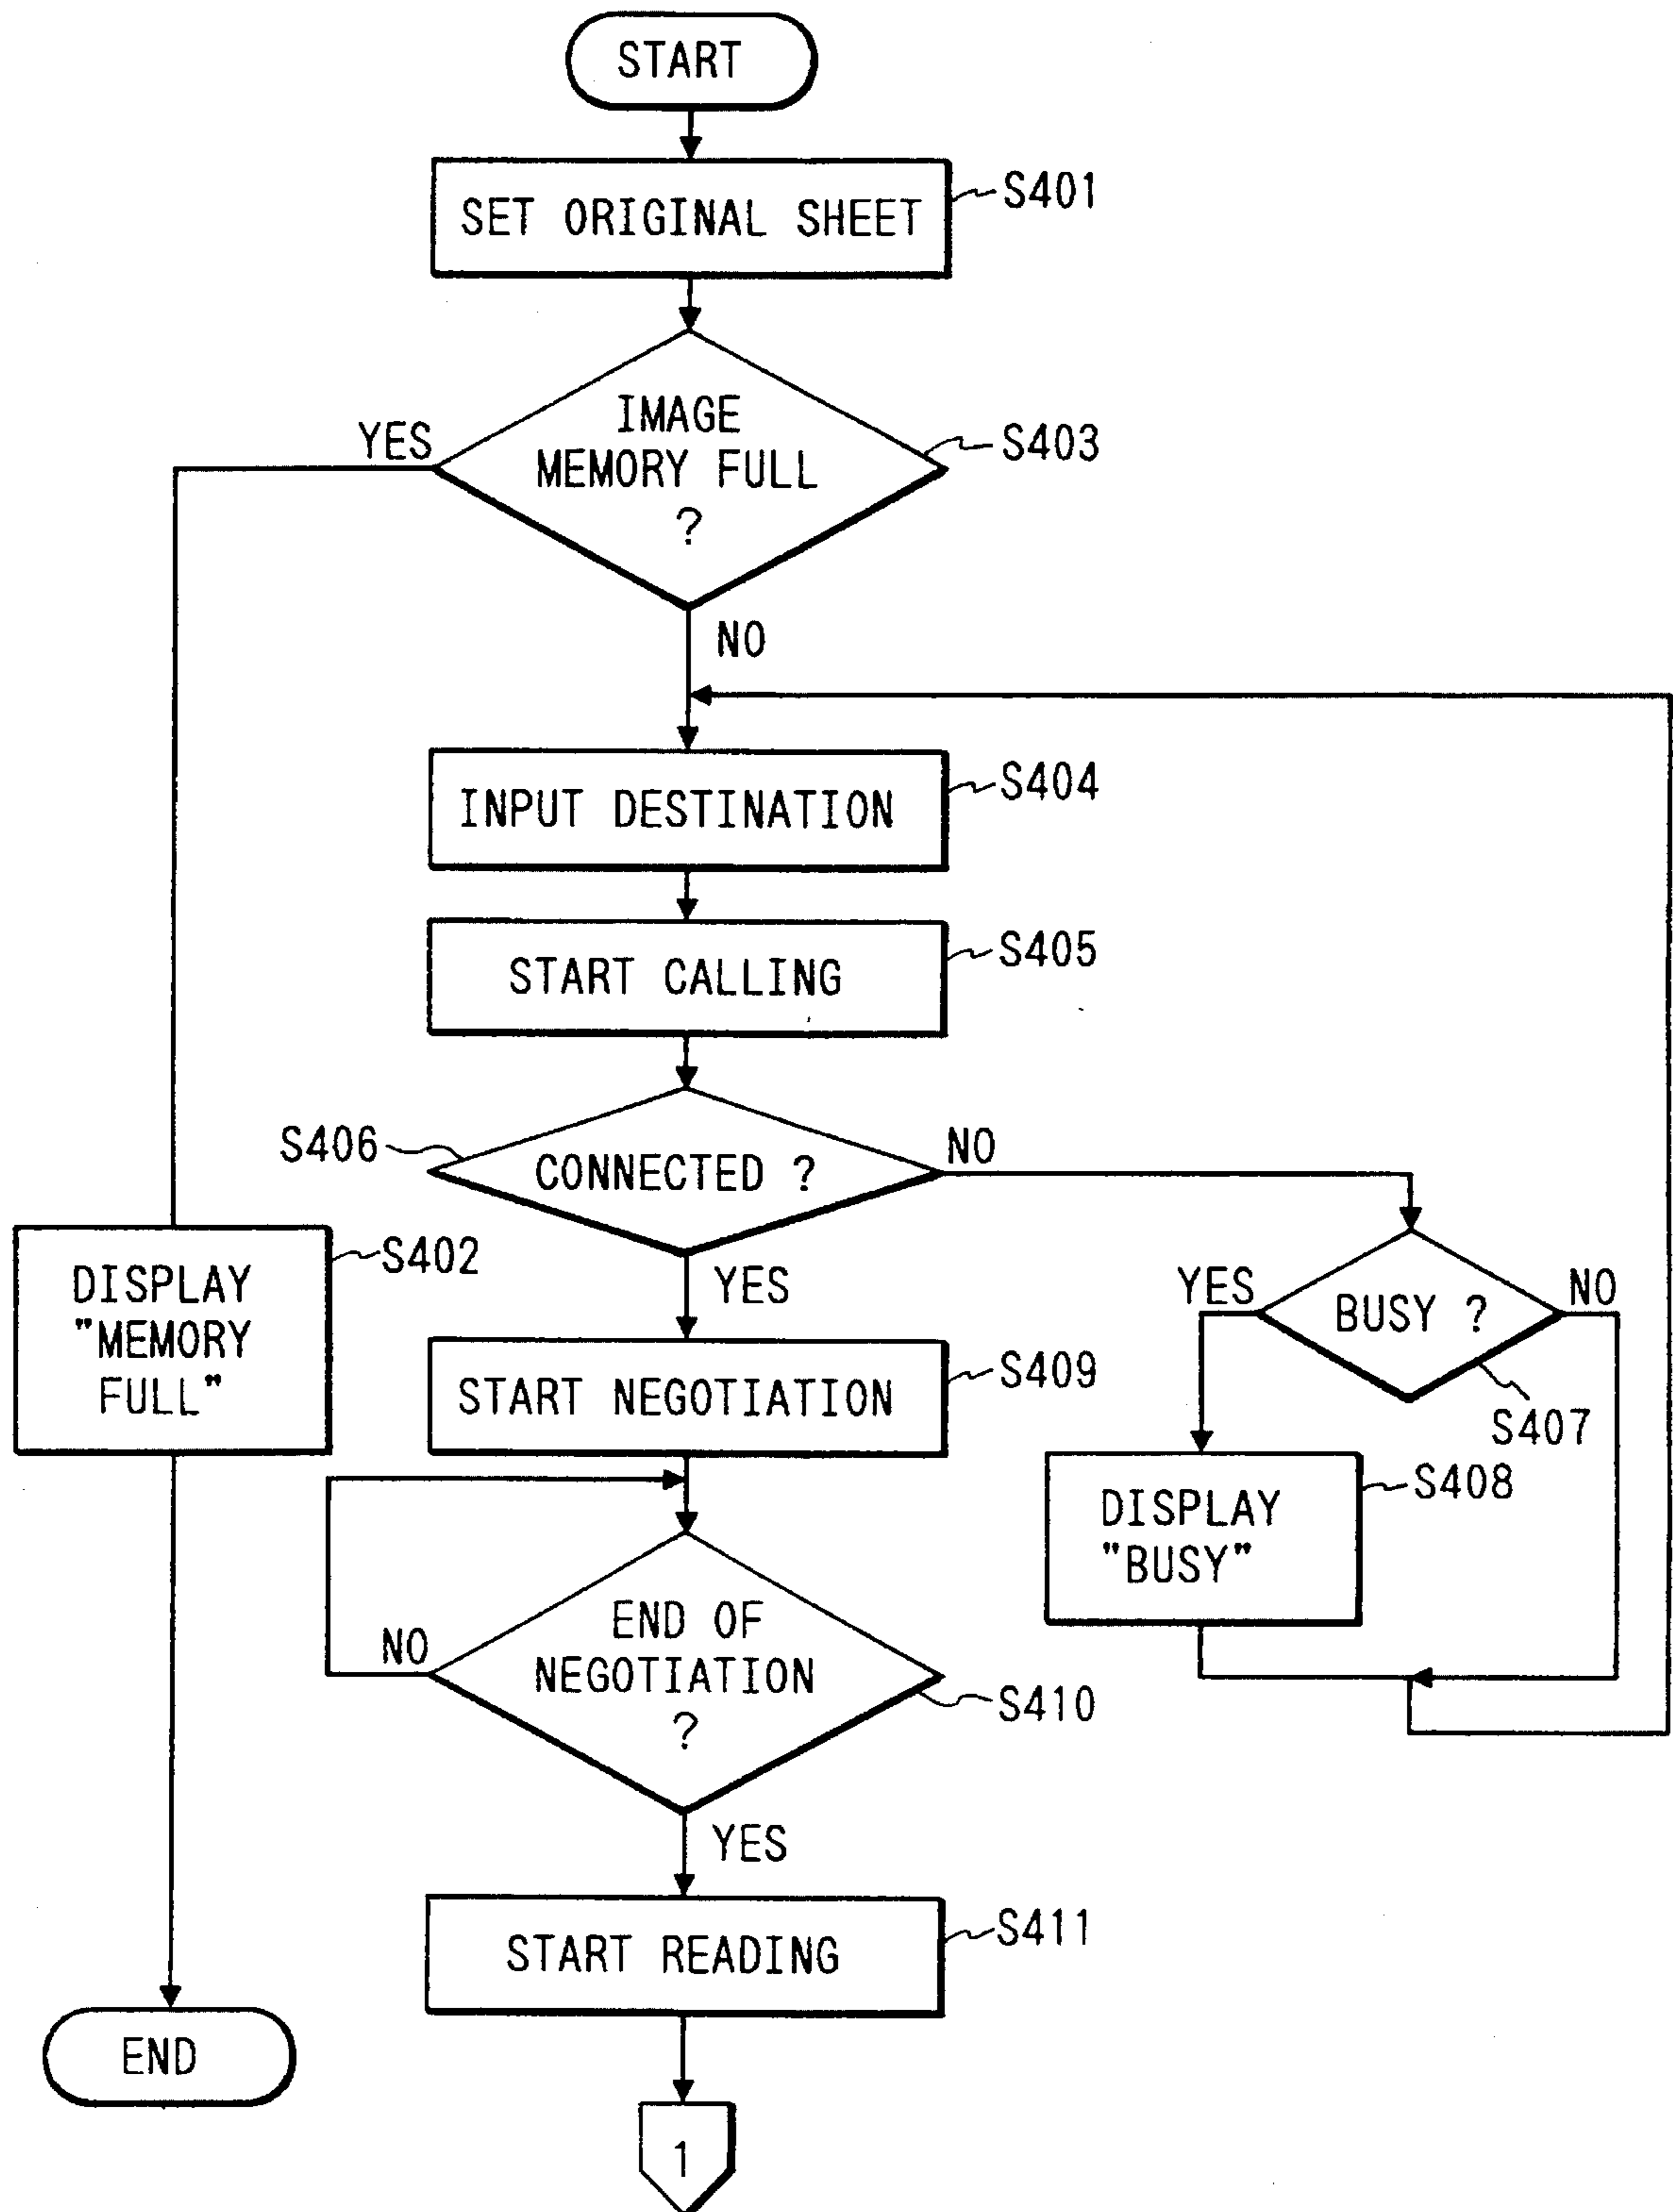 START
SET ORIGINAL SHEET
S401
IMAGE
MEMORY FULL
?
S403
YES
NO
INPUT DESTINATION
S404
START CALLING
S405
S406
CONNECTED ?
NO
YES
DISPLAY
"MEMORY
FULL"
S402
BUSY ?
YES
NO
S407
START NEGOTIATION
S409
DISPLAY
"BUSY"
S408
END OF
NEGOTIATION
?
NO
S410
YES
START READING
S411
END
1